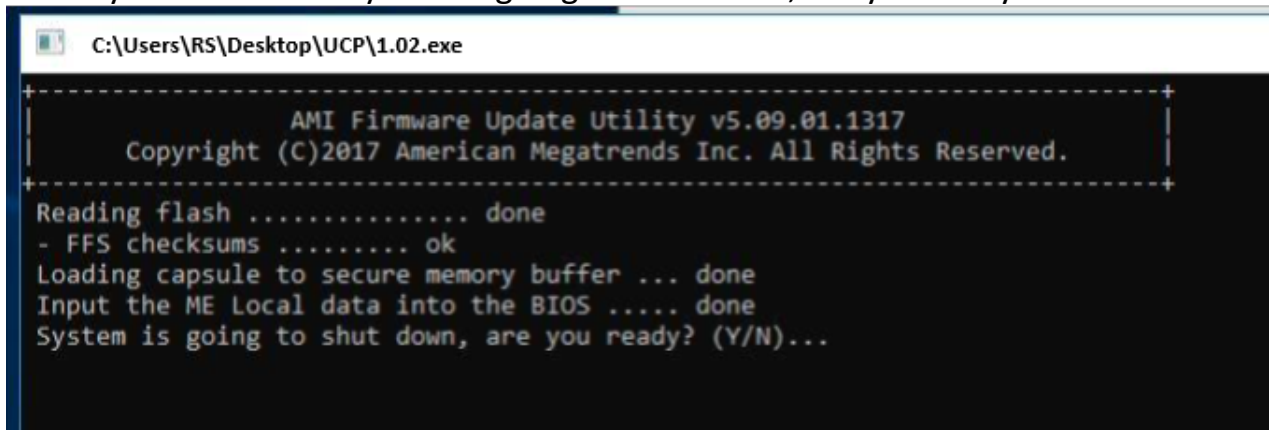 C:\Users\RS\Desktop\UCP\1.02.exe
+---------------------------------------------------------------------------+
| AMI Firmware Update Utility v5.09.01.1317 |
| Copyright (C)2017 American Megatrends Inc. All Rights Reserved. |
+---------------------------------------------------------------------------+
Reading flash ............... done
- FFS checksums ......... ok
Loading capsule to secure memory buffer ... done
Input the ME Local data into the BIOS ..... done
System is going to shut down, are you ready? (Y/N)...